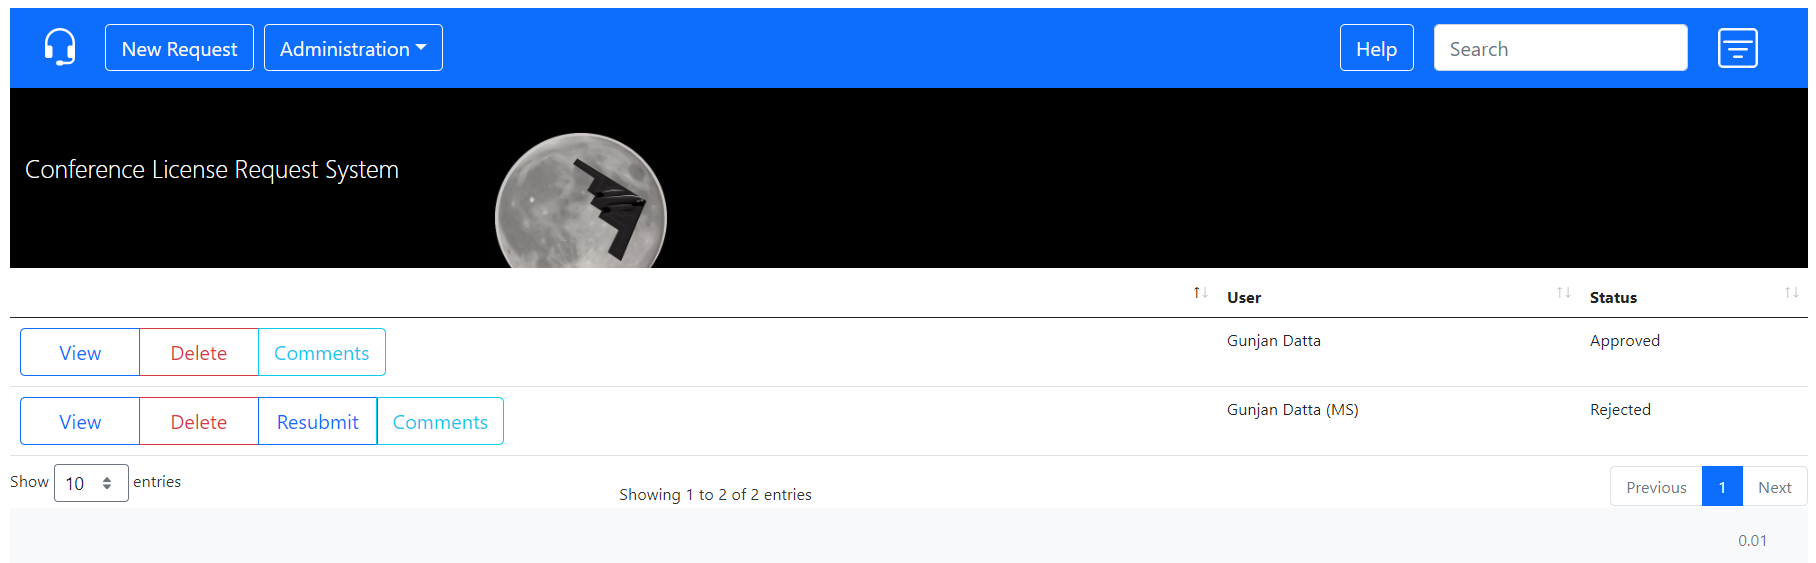 New Request Administration Help Search
Conference License Request System
User Status
View Delete Comments Gunjan Datta Approved
View Delete Resubmit Comments Gunjan Datta (MS) Rejected
Show 10 entries Showing 1 to 2 of 2 entries Previous 1 Next
0.01